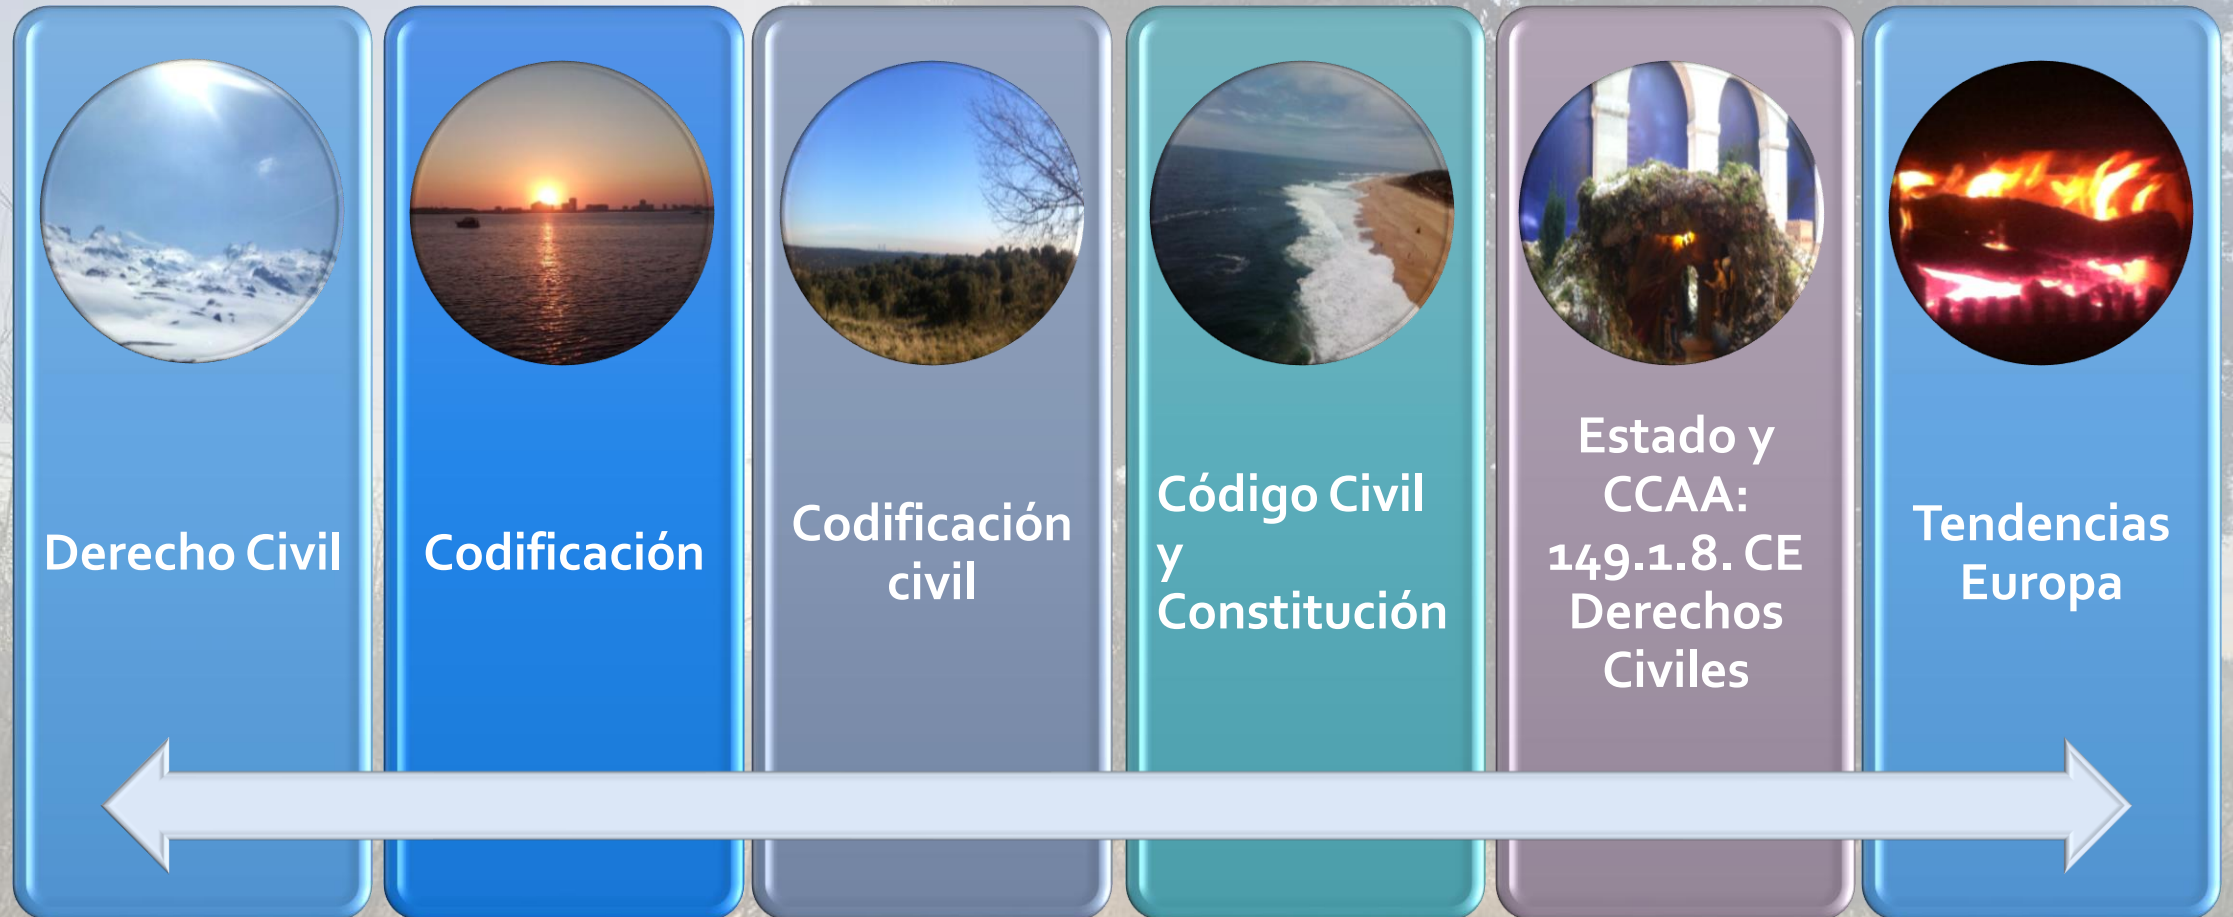 Derecho Civil
Codificación
Codificación
civil
Código Civil
y
Constitución
Estado y
CCAA:
149.1.8. CE
Derechos
Civiles
Tendencias
Europa